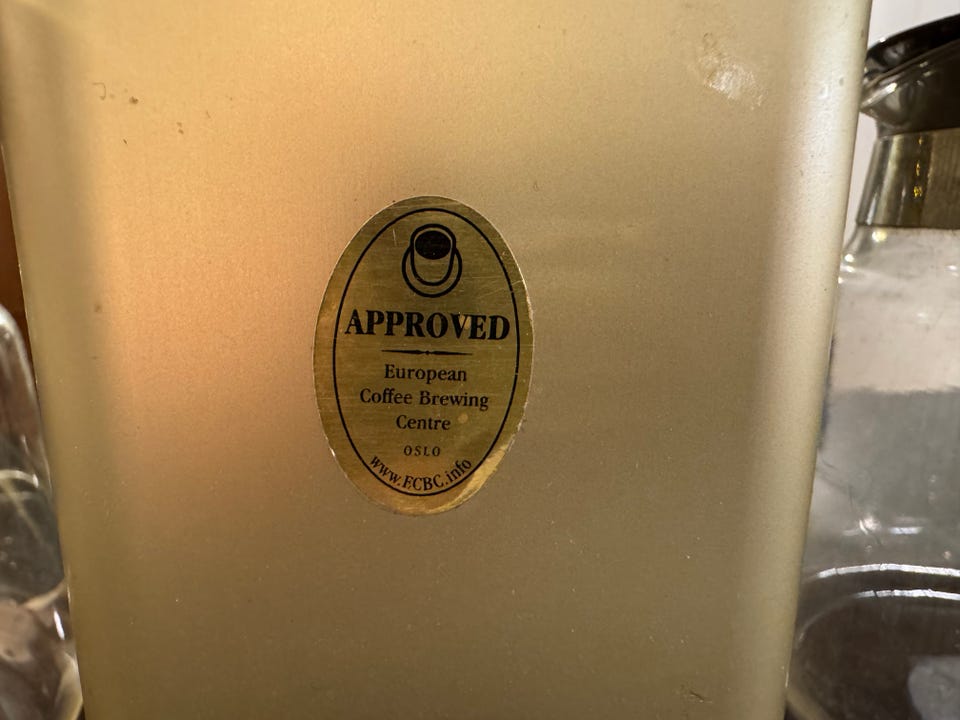 APPROVED
European
Coffee Brewing
Centre
OSLO
www.ECBC.info